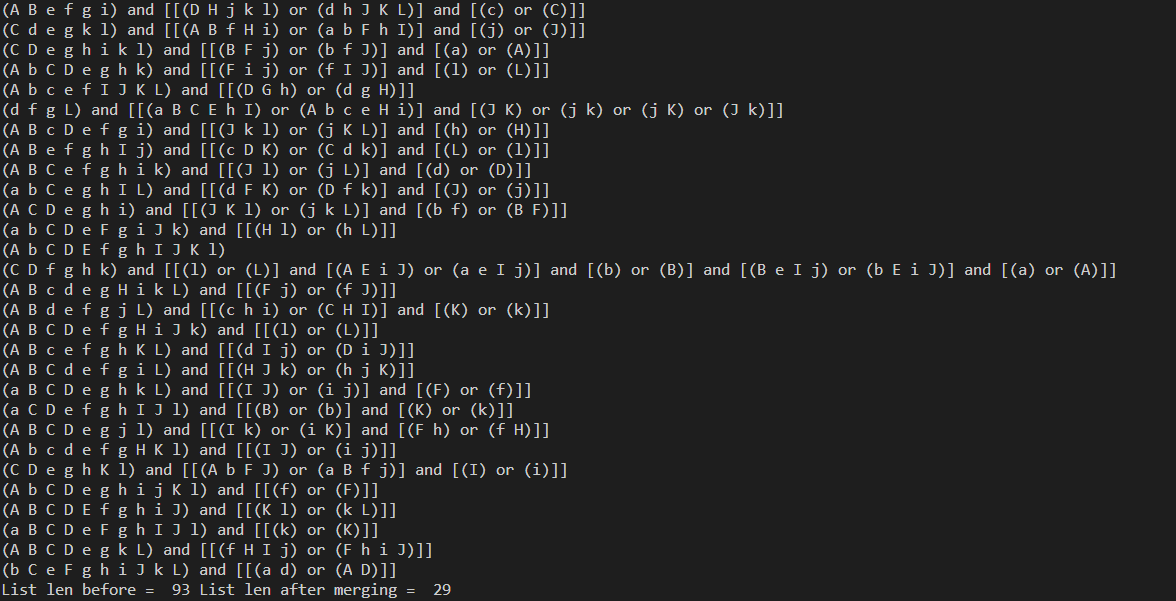 (A B e f g i) and [[(D H j k l) or (d h J K L)] and [(c) or (C)]]
(C d e g k l) and [[(A B f H i) or (a b F h I)] and [(j) or (J)]]
(C D e g h i k l) and [[(B F j) or (b f J)] and [(a) or (A)]]
(A b C D e g h k) and [[(F i j) or (f I J)] and [(l) or (L)]]
(A b c e f I J K L) and [[(D G h) or (d g H)]]
(d f g L) and [[(a B C E h I) or (A b c e H i)] and [(J K) or (j k) or (j K) or (J k)]]
(A B c D e f g i) and [[(J k l) or (j K L)] and [(h) or (H)]]
(A B e f g h I j) and [[(c D K) or (C d k)] and [(L) or (l)]]
(A B C e f g h i k) and [[(J l) or (j L)] and [(d) or (D)]]
(a b C e g h I L) and [[(d F K) or (D f k)] and [(J) or (j)]]
(A C D e g h i) and [[(J K l) or (j k L)] and [(b f) or (B F)]]
(a b C D e F g i J k) and [[(H l) or (h L)]]
(A b C D E f g h I J K l)
(C D f g h k) and [[(l) or (L)] and [(A E i J) or (a e I j)] and [(b) or (B)] and [(B e I j) or (b E i J)] and [(a) or (A)]]
(A B c d e g H i k L) and [[(F j) or (f J)]]
(A B d e f g j L) and [[(c h i) or (C H I)] and [(K) or (k)]]
(A B C D e f g H i J k) and [[(l) or (L)]]
(A B c e f g h K L) and [[(d I j) or (D i J)]]
(A B C d e f g i L) and [[(H J k) or (h j K)]]
(a B C D e g h k L) and [[(I J) or (i j)] and [(F) or (f)]]
(a C D e f g h I J l) and [[(B) or (b)] and [(K) or (k)]]
(A B C D e g j l) and [[(I k) or (i K)] and [(F h) or (f H)]]
(A b c d e f g H K l) and [[(I J) or (i j)]]
(C D e g h K l) and [[(A b F J) or (a B f j)] and [(I) or (i)]]
(A b C D e g h i j K l) and [[(f) or (F)]]
(A B C D E f g h i J) and [[(K l) or (k L)]]
(a B C D e F g h I J l) and [[(k) or (K)]]
(A B C D e g k L) and [[(f H I j) or (F h i J)]]
(b C e F g h i J k L) and [[(a d) or (A D)]]
List len before =  93 List len after merging =  29